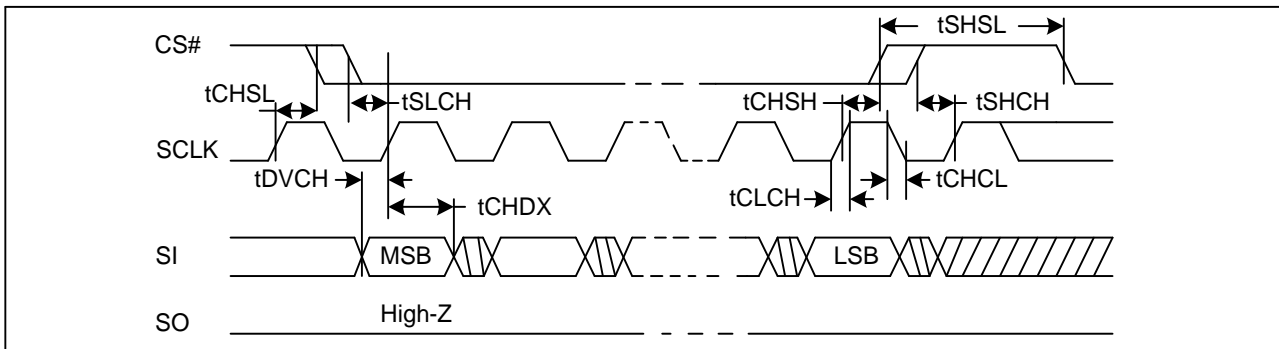 tSHSL
CS#
tCHSL
tSLCH
tCHSH
tSHCH
SCLK
tDVCH
tCHDX
tCLCH
tCHCL
SI
MSB
LSB
High-Z
SO